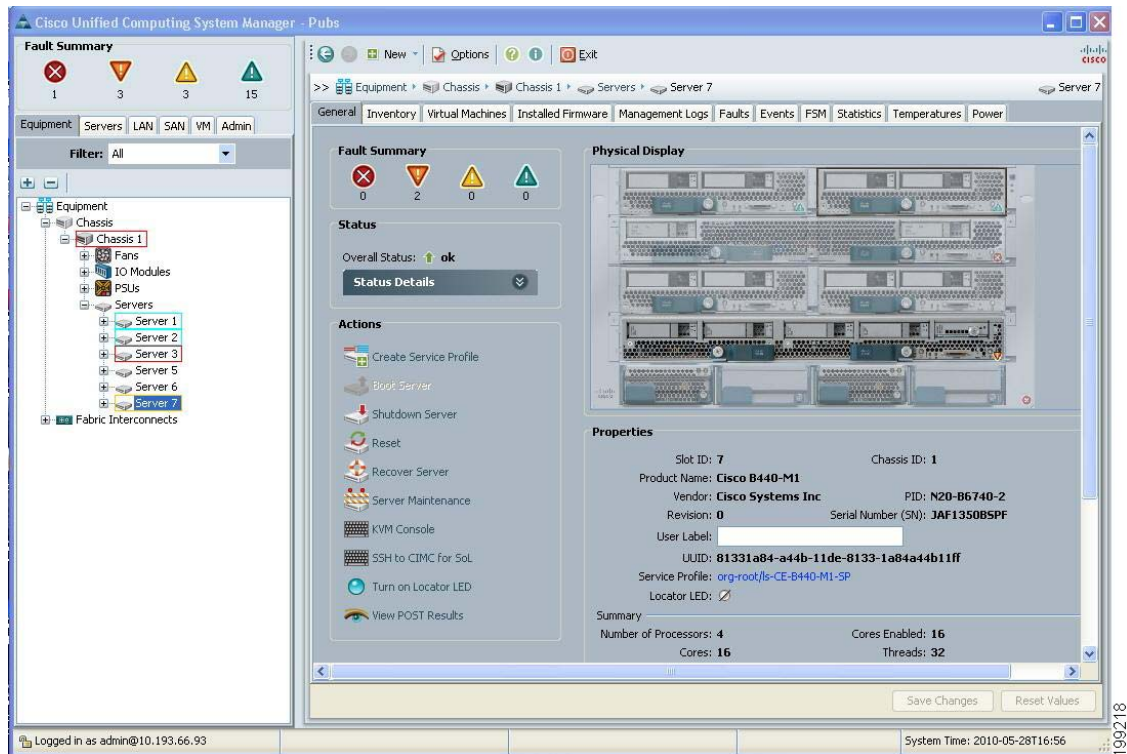 Cisco Unified Computing System Manager - Pubs
Fault Summary
1 3 3 15
Equipment Servers LAN SAN VM Admin
Filter: All
Equipment
Chassis
Chassis 1
Fans
IO Modules
PSUs
Servers
Server 1
Server 2
Server 3
Server 5
Server 6
Server 7
Fabric Interconnects
New Options Exit
CISCO
>> Equipment Chassis Chassis 1 Servers Server 7
Server 7
General Inventory Virtual Machines Installed Firmware Management Logs Faults Events FSM Statistics Temperatures Power
Fault Summary
0 2 0 0
Status
Overall Status: ok
Status Details
Actions
Create Service Profile
Boot Server
Shutdown Server
Reset
Recover Server
Server Maintenance
KVM Console
SSH to CIMC for SoL
Turn on Locator LED
View POST Results
Physical Display
Properties
Slot ID: 7 Chassis ID: 1
Product Name: Cisco B440-M1
Vendor: Cisco Systems Inc PID: N20-B6740-2
Revision: 0 Serial Number (SN): JAF1350BSPF
User Label:
UUID: 81331a84-a44b-11de-8133-1a84a44b11ff
Service Profile: org-root/ls-CE-B440-M1-SP
Locator LED:
Summary
Number of Processors: 4 Cores Enabled: 16
Cores: 16 Threads: 32
Save Changes Reset Values
Logged in as admin@10.193.66.93
System Time: 2010-05-28T16:56
199218